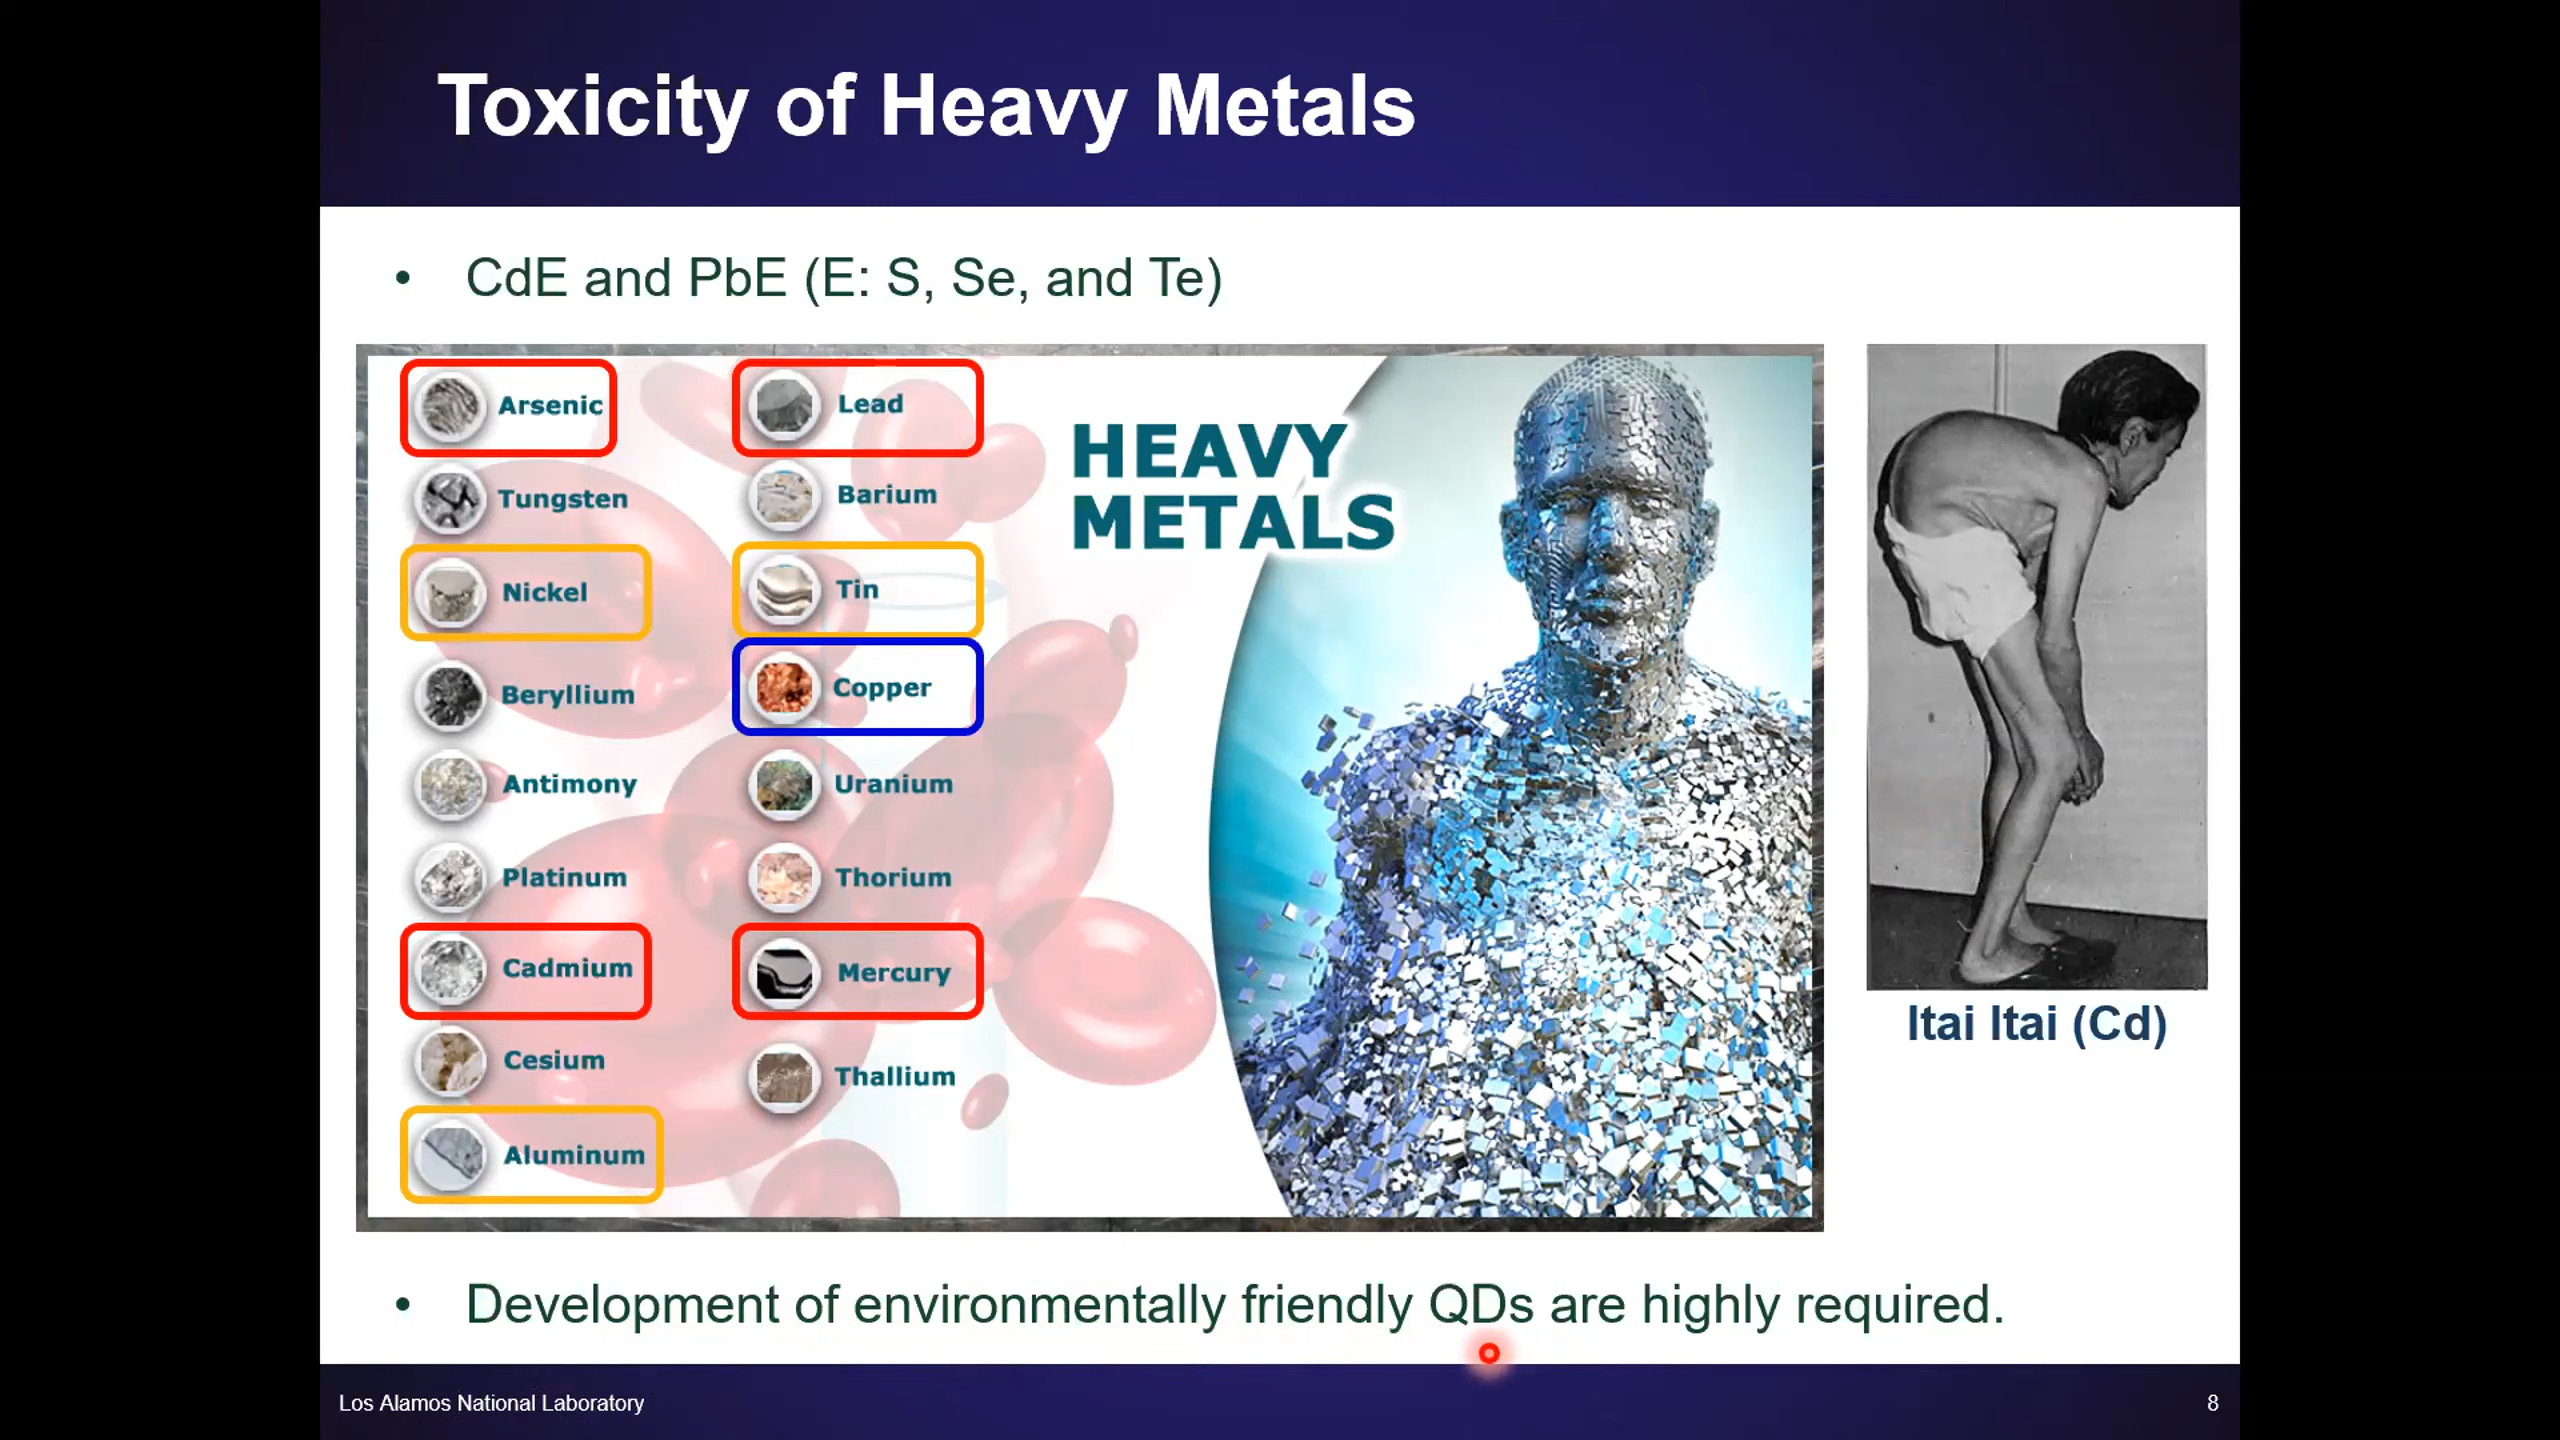 Toxicity of Heavy Metals
• CdE and PbE (E: S, Se, and Te)
Arsenic
Tungsten
Nickel
Beryllium
Antimony
Platinum
Cadmium
Cesium
Aluminum
Lead
Barium
Tin
Copper
Uranium
Thorium
Mercury
Thallium
HEAVY
METALS
Itai Itai (Cd)
• Development of environmentally friendly QDs are highly required.
Los Alamos National Laboratory
8